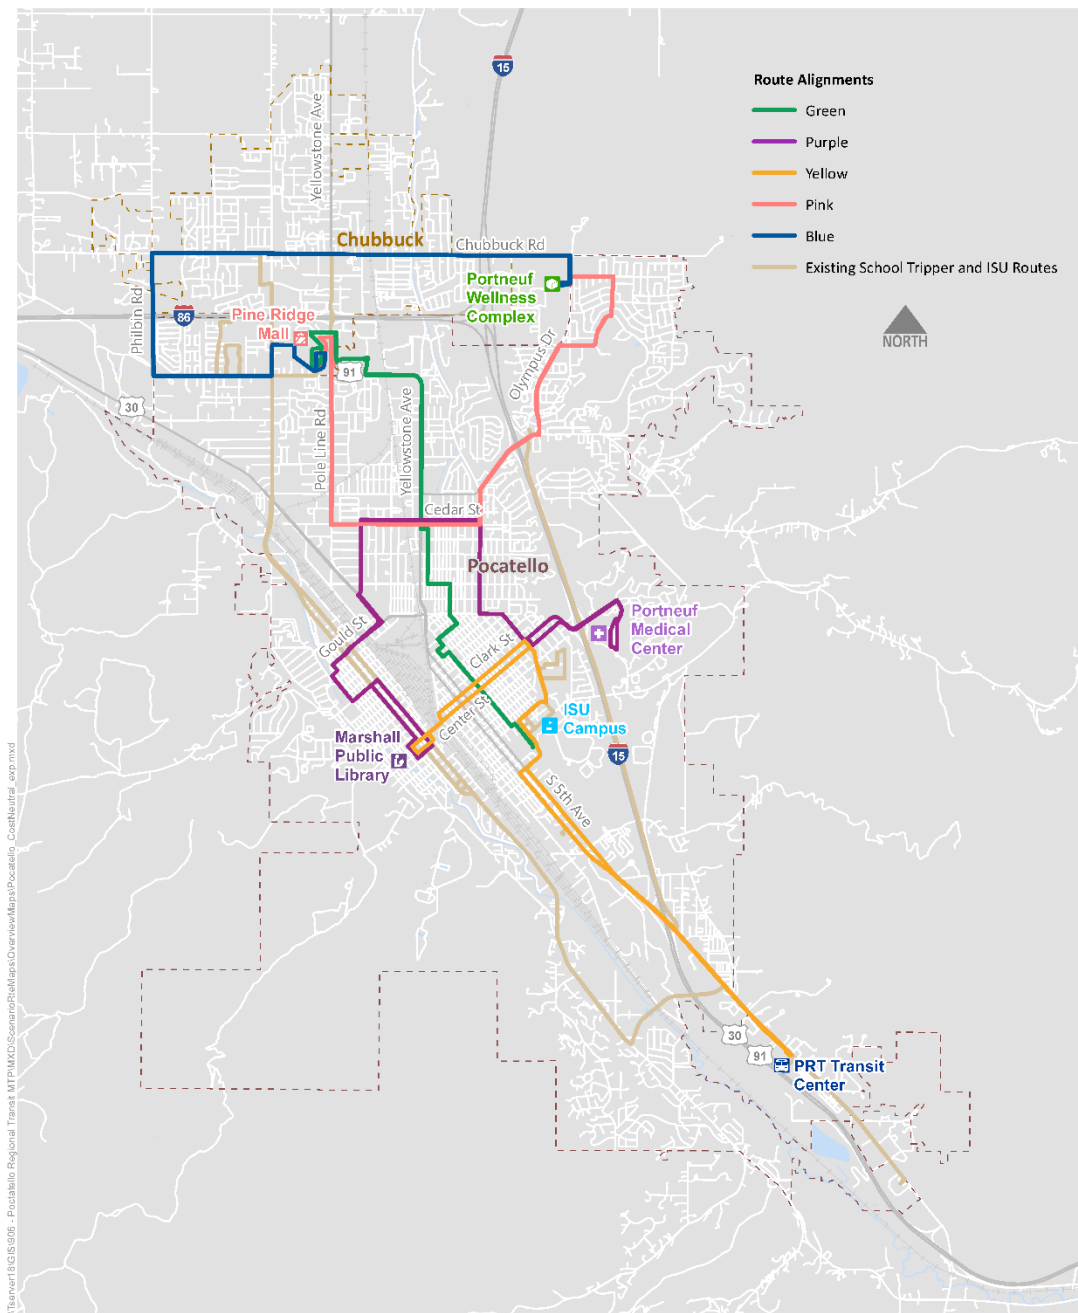 15
Route Alignments
Green
Purple
Yellow
Pink
Blue
Existing School Tripper and ISU Routes
NORTH
Yellowstone Ave
Chubbuck
Chubbuck Rd
Portneuf
Wellness
Complex
Philbin Rd
86
Pine Ridge
Mall
91
30
Olympus Dr
Pole Line Rd
Yellowstone Ave
Cedar St
Pocatello
Gould St
Clark St
Portneuf
Medical
Center
Center St
ISU
Campus
Marshall
Public
Library
15
S 5th Ave
30
91
PRT Transit
Center